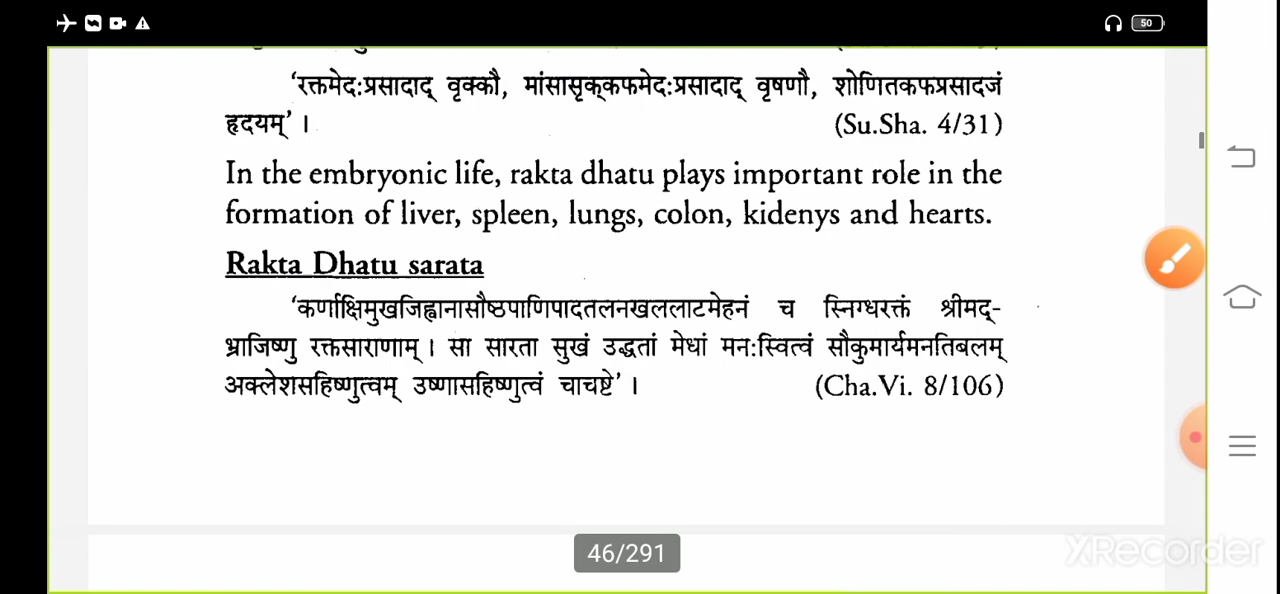 50
'रक्तमेदःप्रसादाद् वृक्कौ, मांसासृक्कफमेदःप्रसादाद् वृषणौ, शोणितकफप्रसादजं
हृदयम्' । (Su.Sha. 4/31)
In the embryonic life, rakta dhatu plays important role in the
formation of liver, spleen, lungs, colon, kidenys and hearts.
Rakta Dhatu sarata
'कर्णाक्षिमुखजिह्वानासौष्ठपाणिपादतलनखललाटमेहनं च स्निग्धरक्तं श्रीमद्-
भ्राजिष्णु रक्तसाराणाम् । सा सारता सुखं उद्धतां मेधां मनःस्वित्वं सौकुमार्यमनतिबलम्
अक्लेशसहिष्णुत्वम् उष्णासहिष्णुत्वं चाचष्टे' । (Cha.Vi. 8/106)
46/291
XRecorder